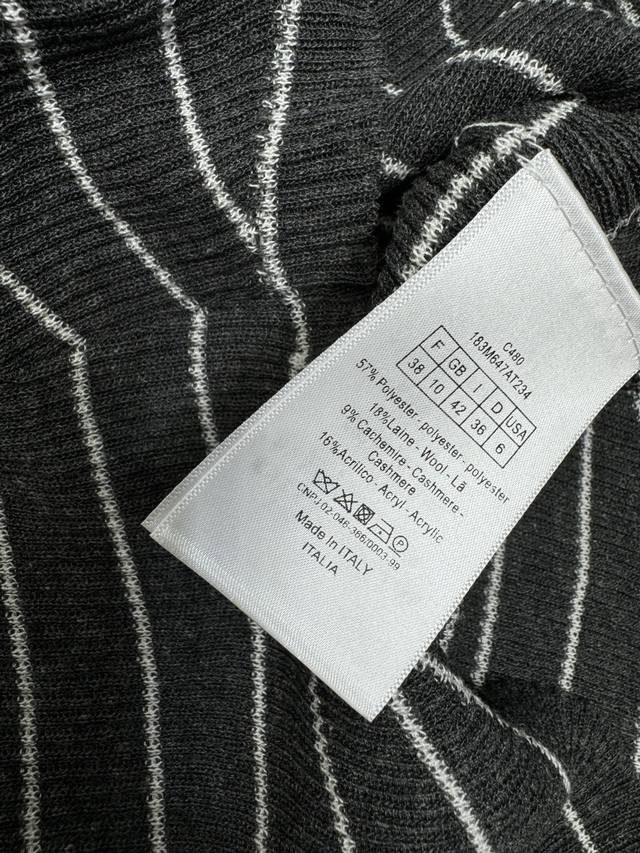 C480
183M647AT234
F GB I D USA
38 10 42 36 6
57% Polyester - polyester - polyester
18%Laine - Wool - Lã
9% Cachemire - Cashmere -
Cashmere
16%Acrilico - Acryl - Acrylic
P
CNPJ 02-046-366/0003-99
Made In ITALY
ITALIA